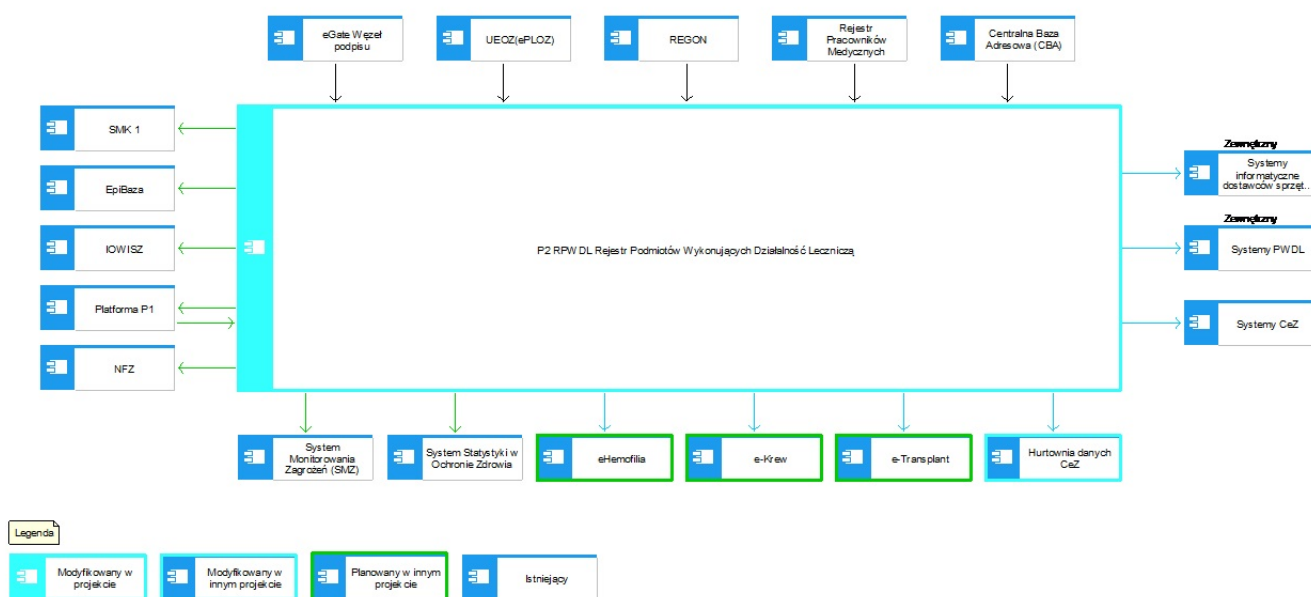 eGate Węzeł
podpisu
UEOZ(ePLOZ)
REGON
Rejestr
Pracowników
Medycznych
Centralna Baza
Adresowa (CBA)
SMK 1
EpiBaza
IOWISZ
Platforma P1
NFZ
P2 RPWDL Rejestr Podmiotów Wykonujących Działalność Leczniczą
Zewnętrzny
Systemy
informatyczne
dostawców sprzęt...
Zewnętrzny
Systemy PWDL
Systemy CeZ
System
Monitorowania
Zagrożeń (SMZ)
System Statystyki w
Ochronie Zdrowia
eHemofilia
e-Krew
e-Transplant
Hurtownia danych
CeZ
Legenda
Modyfikowany w
projekcie
Modyfikowany w
innym projekcie
Planowany w innym
projekcie
Istniejący